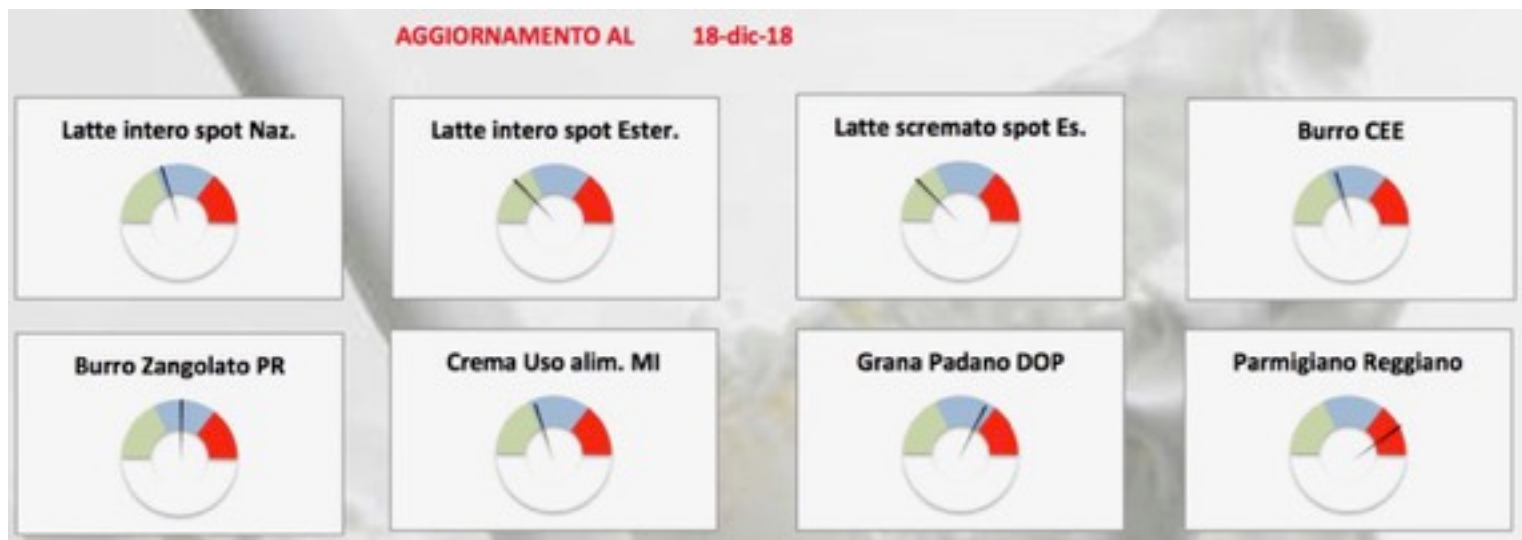 AGGIORNAMENTO AL 18-dic-18
Latte intero spot Naz.
Latte intero spot Ester.
Latte scremato spot Es.
Burro CEE
Burro Zangolato PR
Crema Uso alim. MI
Grana Padano DOP
Parmigiano Reggiano